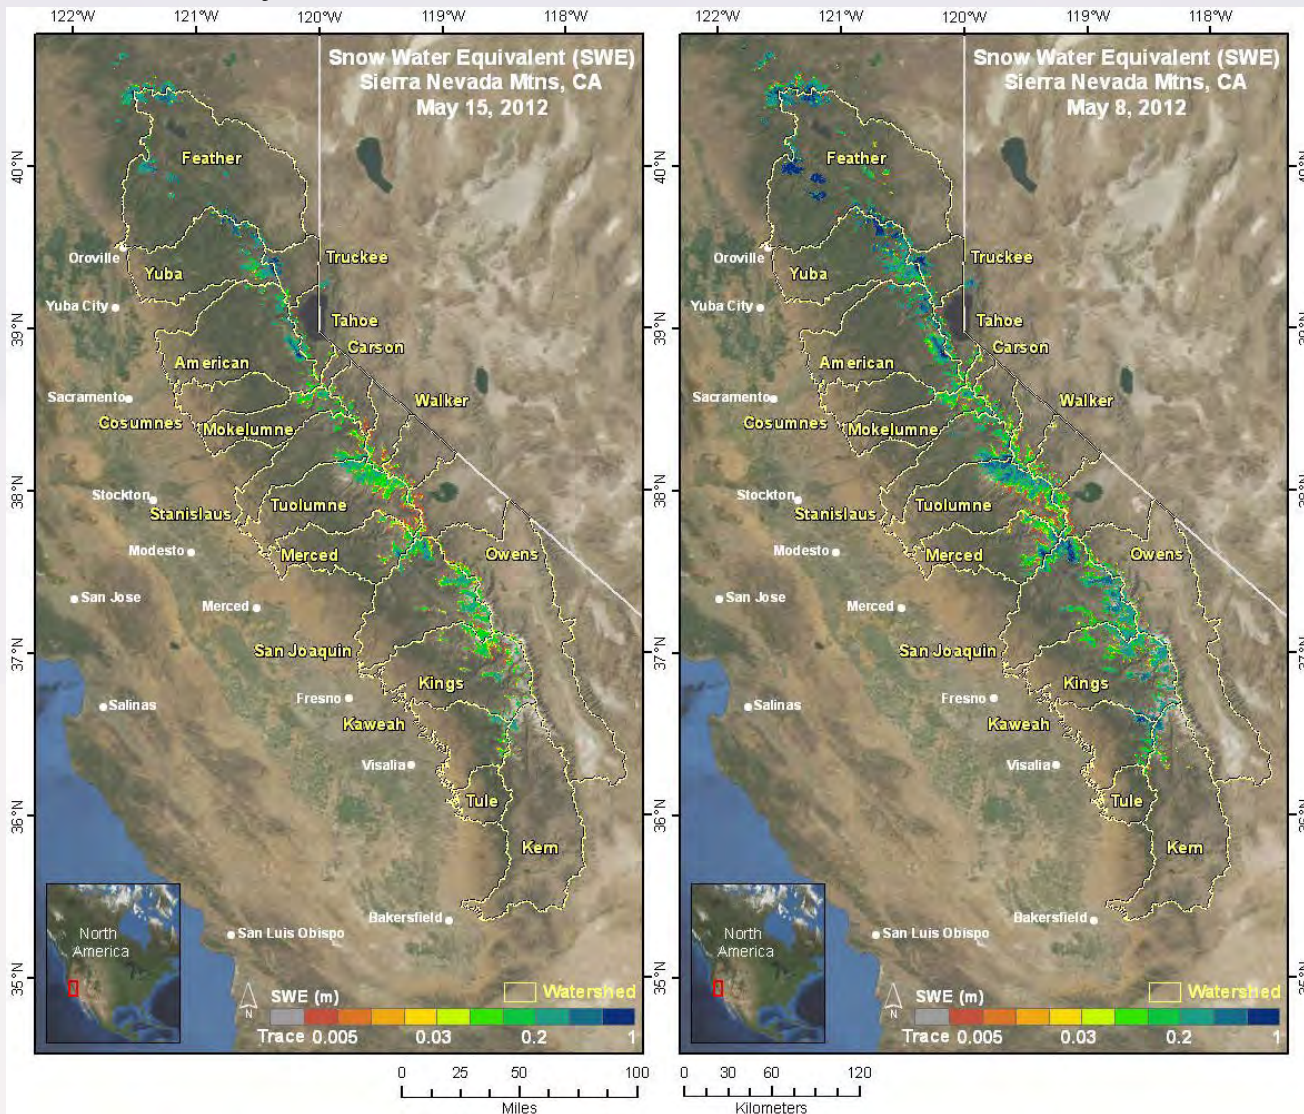 122°W 121°W 120°W 119°W 118°W
Snow Water Equivalent (SWE)
Sierra Nevada Mtns, CA
May 15, 2012
40°N
39°N
38°N
37°N
36°N
35°N
Feather
Truckee
Oroville
Yuba
Yuba City
Tahoe
Carson
American
Sacramento
Walker
Cosumnes
Mokelumne
Stockton
Tuolumne
Stanislaus
Modesto
Merced
Owens
San Jose
Merced
San Joaquin
Kings
Salinas
Fresno
Kaweah
Visalia
Tule
Kern
Bakersfield
San Luis Obispo
North
America
N
SWE (m)
Watershed
Trace 0.005 0.03 0.2 1
122°W 121°W 120°W 119°W 118°W
Snow Water Equivalent (SWE)
Sierra Nevada Mtns, CA
May 8, 2012
40°N
39°N
38°N
37°N
36°N
35°N
Feather
Truckee
Oroville
Yuba
Yuba City
Tahoe
Carson
American
Sacramento
Walker
Cosumnes
Mokelumne
Stockton
Tuolumne
Stanislaus
Modesto
Merced
Owens
San Jose
Merced
San Joaquin
Kings
Salinas
Fresno
Kaweah
Visalia
Tule
Kern
Bakersfield
San Luis Obispo
North
America
N
SWE (m)
Watershed
Trace 0.005 0.03 0.2 1
0 25 50 100
Miles
0 30 60 120
Kilometers